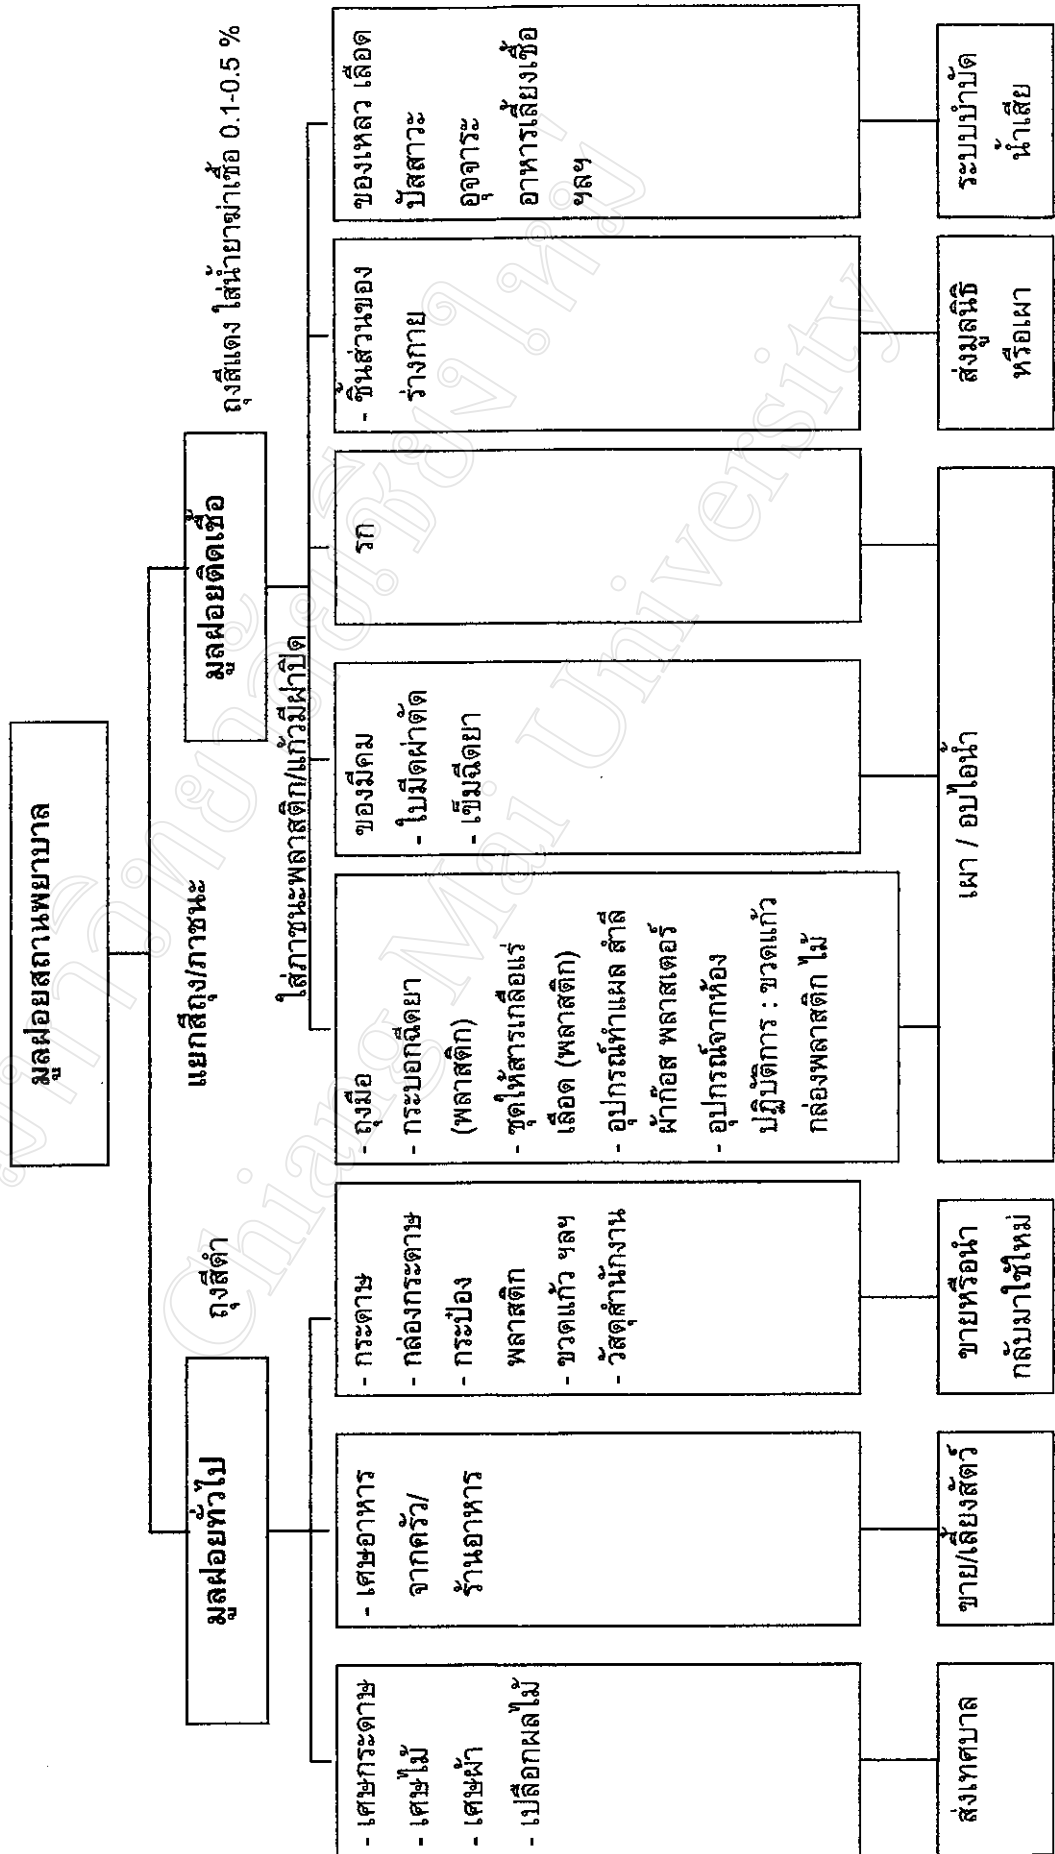 มูลฝอยสถานพยาบาล
แยกสีถุง/ภาชนะ
มูลฝอยทั่วไป
ถุงสีดำ
มูลฝอยติดเชื้อ
ถุงสีแดง ใส่น้ำยาฆ่าเชื้อ 0.1-0.5 %
ใส่ภาชนะพลาสติก/แก้วมีฝาปิด
- เศษกระดาษ
- เศษไม้
- เศษผ้า
- เปลือกผลไม้
- เศษอาหาร
จากครัว/
ร้านอาหาร
- กระดาษ
- กล่องกระดาษ
- กระป๋อง
พลาสติก
- ขวดแก้ว ฯลฯ
- วัสดุสำนักงาน
- ถุงมือ
- กระบอกฉีดยา
(พลาสติก)
- ชุดให้สารเกลือแร่
เลือด (พลาสติก)
- อุปกรณ์ทำแผล สำลี
ผ้าก๊อส พลาสเตอร์
- อุปกรณ์จากห้อง
ปฏิบัติการ : ขวดแก้ว
กล่องพลาสติก ไม้
ของมีคม
- ใบมีดผ่าตัด
- เข็มฉีดยา
รก
- ชิ้นส่วนของ
ร่างกาย
ของเหลว เลือด
ปัสสาวะ
อุจจาระ
อาหารเลี้ยงเชื้อ
ฯลฯ
ส่งเทศบาล
ขาย/เลี้ยงสัตว์
ขายหรือนำ
กลับมาใช้ใหม่
เผา / อบไอน้ำ
ส่งมูลนิธิ
หรือเผา
ระบบบำบัด
น้ำเสีย
Chiang Mai University